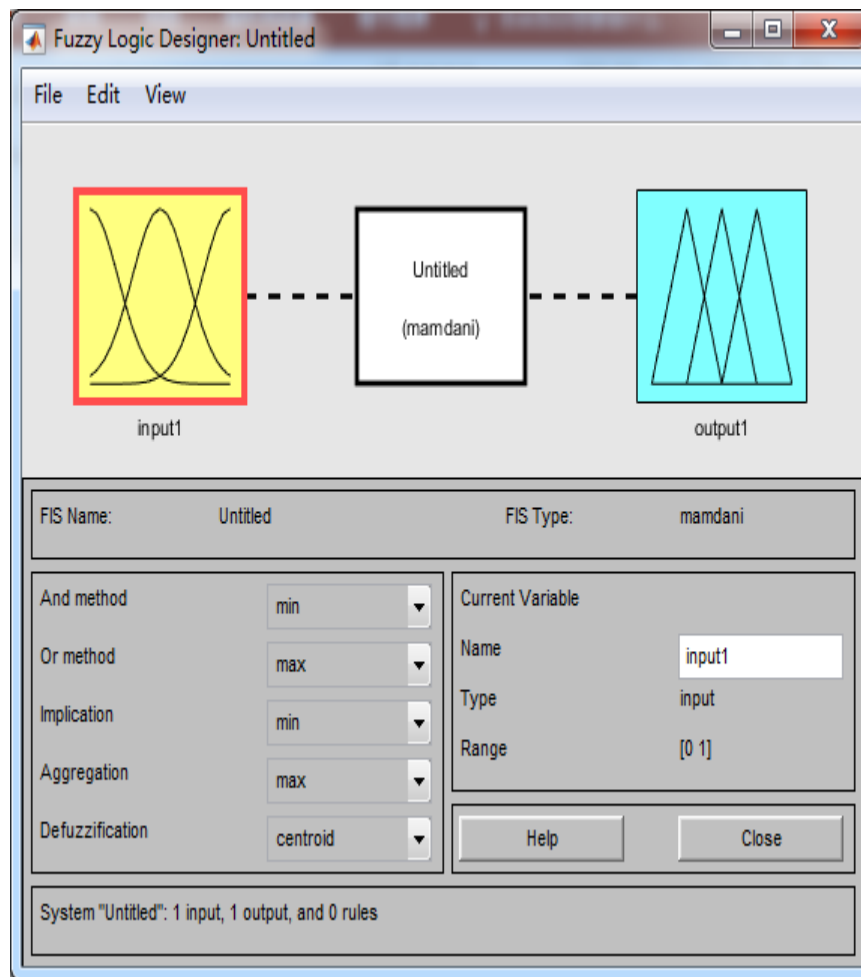 Fuzzy Logic Designer: Untitled
File Edit View
Untitled
(mamdani)
input1
output1
FIS Name: Untitled FIS Type: mamdani
And method min
Or method max
Implication min
Aggregation max
Defuzzification centroid
Current Variable
Name input1
Type input
Range [0 1]
Help Close
System "Untitled": 1 input, 1 output, and 0 rules